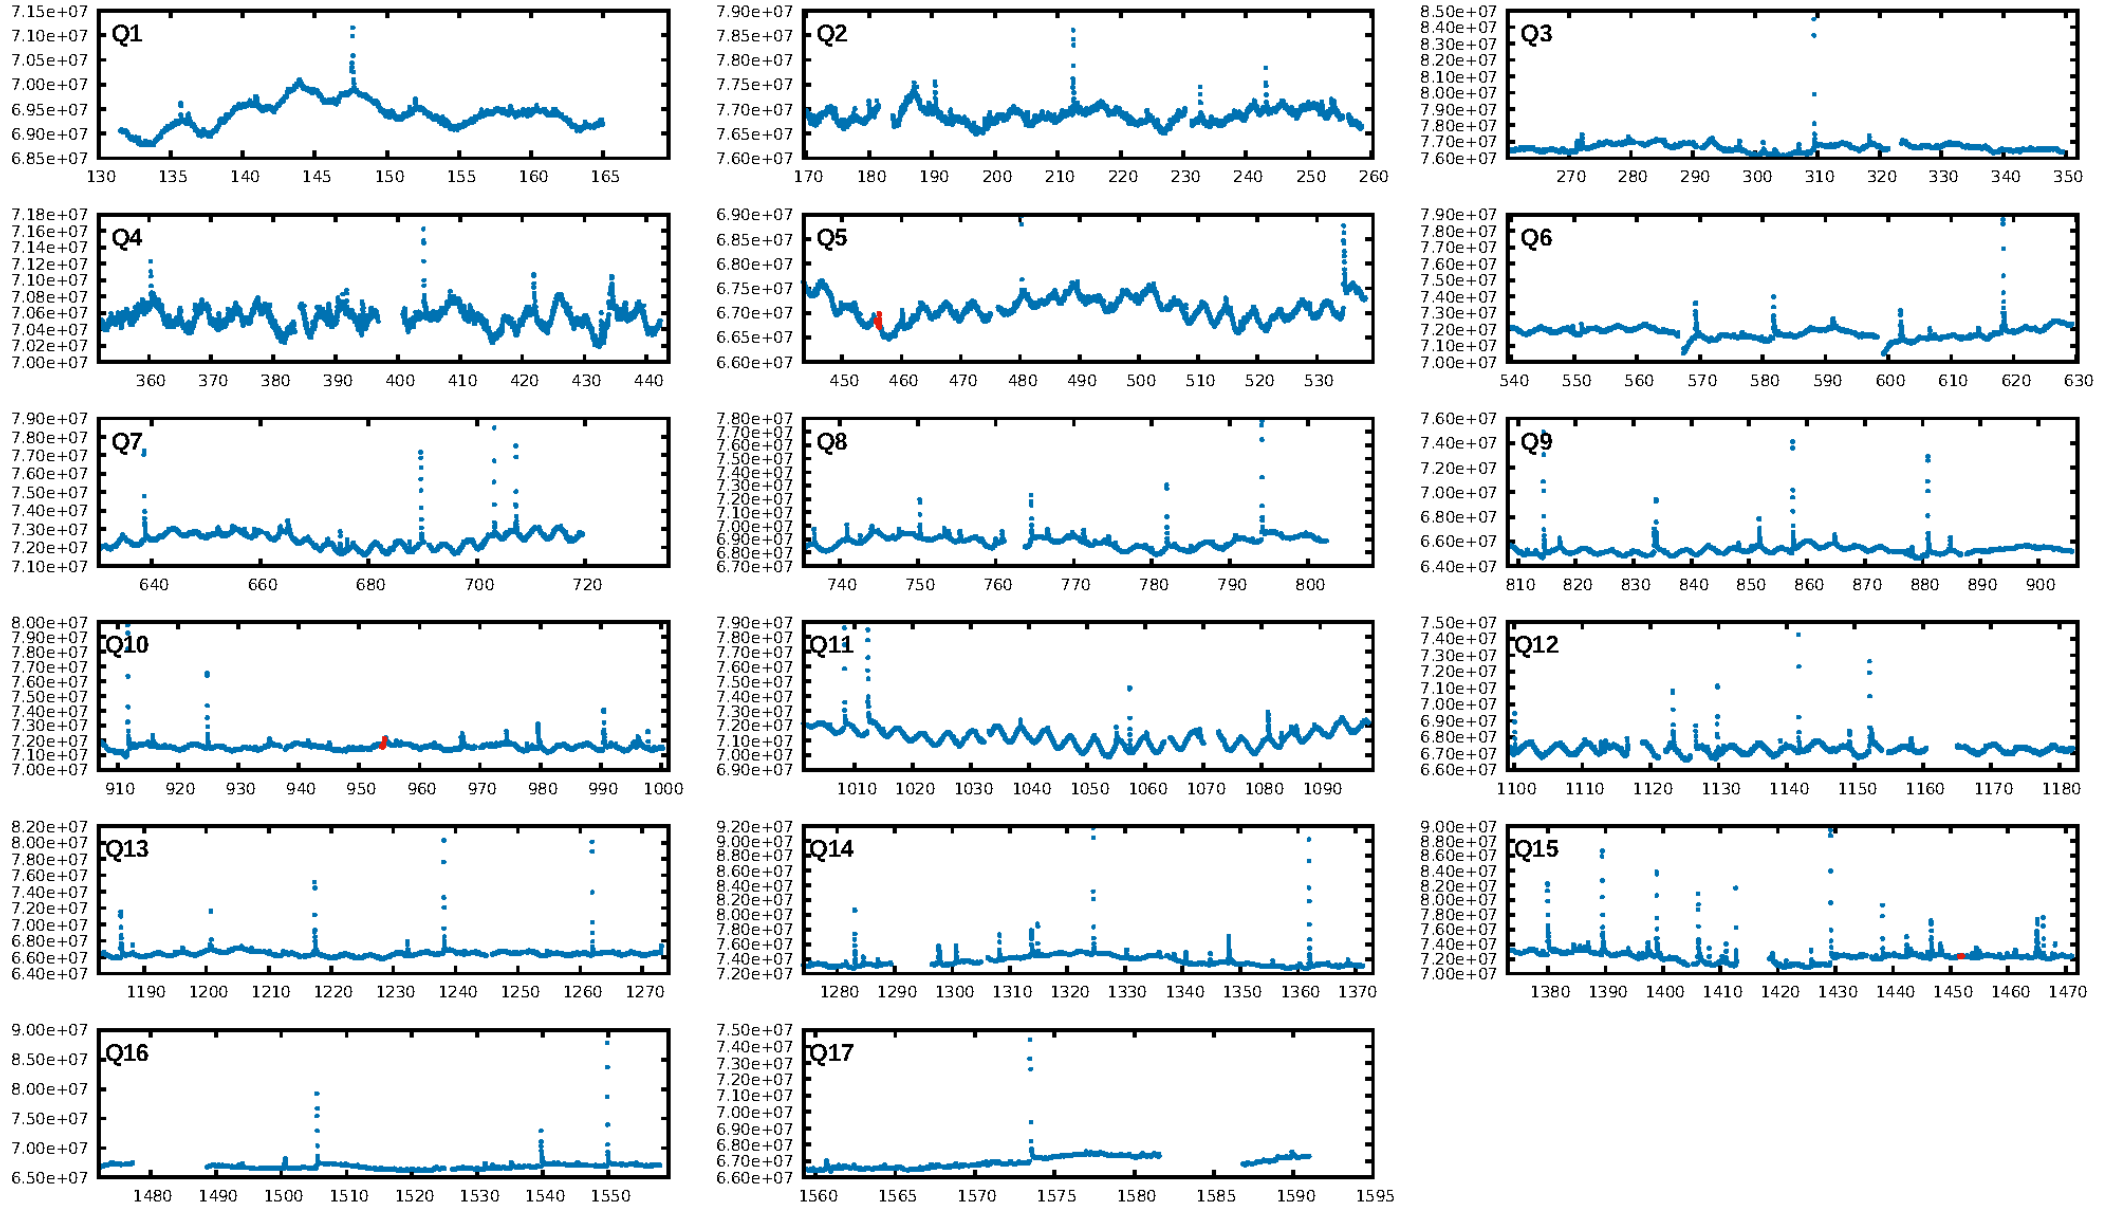 Q1
7.15e+07
7.10e+07
7.05e+07
7.00e+07
6.95e+07
6.90e+07
6.85e+07
130 135 140 145 150 155 160 165
Q2
7.90e+07
7.85e+07
7.80e+07
7.75e+07
7.70e+07
7.65e+07
7.60e+07
170 180 190 200 210 220 230 240 250 260
Q3
8.50e+07
8.40e+07
8.30e+07
8.20e+07
8.10e+07
8.00e+07
7.90e+07
7.80e+07
7.70e+07
7.60e+07
270 280 290 300 310 320 330 340 350
Q4
7.18e+07
7.16e+07
7.14e+07
7.12e+07
7.10e+07
7.08e+07
7.06e+07
7.04e+07
7.02e+07
7.00e+07
360 370 380 390 400 410 420 430 440
Q5
6.90e+07
6.85e+07
6.80e+07
6.75e+07
6.70e+07
6.65e+07
6.60e+07
450 460 470 480 490 500 510 520 530
Q6
7.90e+07
7.80e+07
7.70e+07
7.60e+07
7.50e+07
7.40e+07
7.30e+07
7.20e+07
7.10e+07
7.00e+07
540 550 560 570 580 590 600 610 620 630
Q7
7.90e+07
7.80e+07
7.70e+07
7.60e+07
7.50e+07
7.40e+07
7.30e+07
7.20e+07
7.10e+07
640 660 680 700 720
Q8
7.80e+07
7.70e+07
7.60e+07
7.50e+07
7.40e+07
7.30e+07
7.20e+07
7.10e+07
7.00e+07
6.90e+07
6.80e+07
6.70e+07
740 750 760 770 780 790 800
Q9
7.60e+07
7.40e+07
7.20e+07
7.00e+07
6.80e+07
6.60e+07
6.40e+07
810 820 830 840 850 860 870 880 890 900
Q10
8.00e+07
7.90e+07
7.80e+07
7.70e+07
7.60e+07
7.50e+07
7.40e+07
7.30e+07
7.20e+07
7.10e+07
7.00e+07
910 920 930 940 950 960 970 980 990 1000
Q11
7.90e+07
7.80e+07
7.70e+07
7.60e+07
7.50e+07
7.40e+07
7.30e+07
7.20e+07
7.10e+07
7.00e+07
6.90e+07
1010 1020 1030 1040 1050 1060 1070 1080 1090
Q12
7.50e+07
7.40e+07
7.30e+07
7.20e+07
7.10e+07
7.00e+07
6.90e+07
6.80e+07
6.70e+07
6.60e+07
1100 1110 1120 1130 1140 1150 1160 1170 1180
Q13
8.20e+07
8.00e+07
7.80e+07
7.60e+07
7.40e+07
7.20e+07
7.00e+07
6.80e+07
6.60e+07
6.40e+07
1190 1200 1210 1220 1230 1240 1250 1260 1270
Q14
9.20e+07
9.00e+07
8.80e+07
8.60e+07
8.40e+07
8.20e+07
8.00e+07
7.80e+07
7.60e+07
7.40e+07
7.20e+07
1280 1290 1300 1310 1320 1330 1340 1350 1360 1370
Q15
9.00e+07
8.80e+07
8.60e+07
8.40e+07
8.20e+07
8.00e+07
7.80e+07
7.60e+07
7.40e+07
7.20e+07
7.00e+07
1380 1390 1400 1410 1420 1430 1440 1450 1460 1470
Q16
9.00e+07
8.50e+07
8.00e+07
7.50e+07
7.00e+07
6.50e+07
1480 1490 1500 1510 1520 1530 1540 1550
Q17
7.50e+07
7.40e+07
7.30e+07
7.20e+07
7.10e+07
7.00e+07
6.90e+07
6.80e+07
6.70e+07
6.60e+07
1560 1565 1570 1575 1580 1585 1590 1595